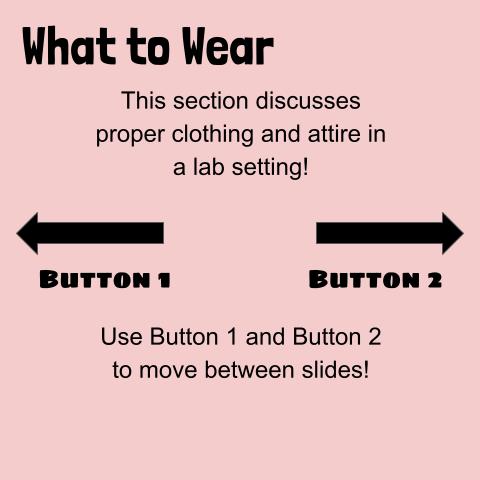 What to Wear
This section discusses
proper clothing and attire in
a lab setting!
Button 1
Button 2
Use Button 1 and Button 2
to move between slides!